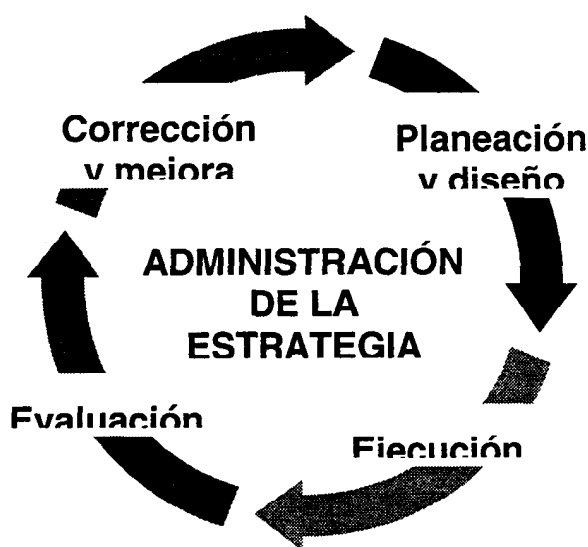 Corrección
y mejora
Planeación
y diseño
ADMINISTRACIÓN
DE LA
ESTRATEGIA
Evaluación
Ejecución